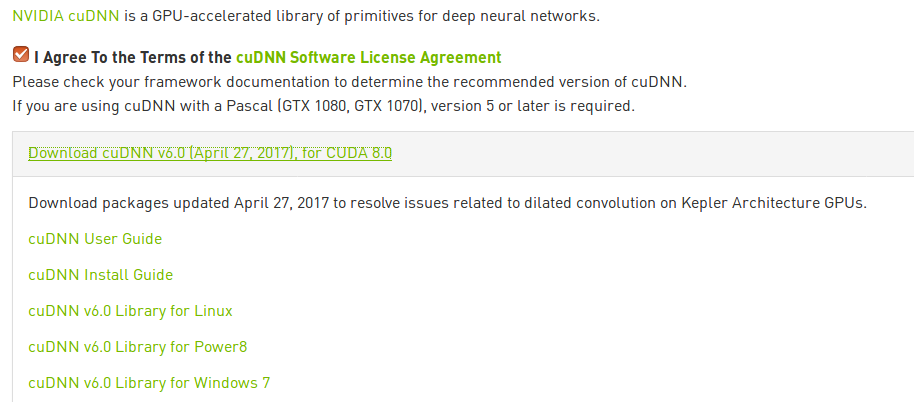 NVIDIA cuDNN is a GPU-accelerated library of primitives for deep neural networks.
I Agree To the Terms of the cuDNN Software License Agreement
Please check your framework documentation to determine the recommended version of cuDNN.
If you are using cuDNN with a Pascal (GTX 1080, GTX 1070), version 5 or later is required.
Download cuDNN v6.0 (April 27, 2017), for CUDA 8.0
Download packages updated April 27, 2017 to resolve issues related to dilated convolution on Kepler Architecture GPUs.
cuDNN User Guide
cuDNN Install Guide
cuDNN v6.0 Library for Linux
cuDNN v6.0 Library for Power8
cuDNN v6.0 Library for Windows 7